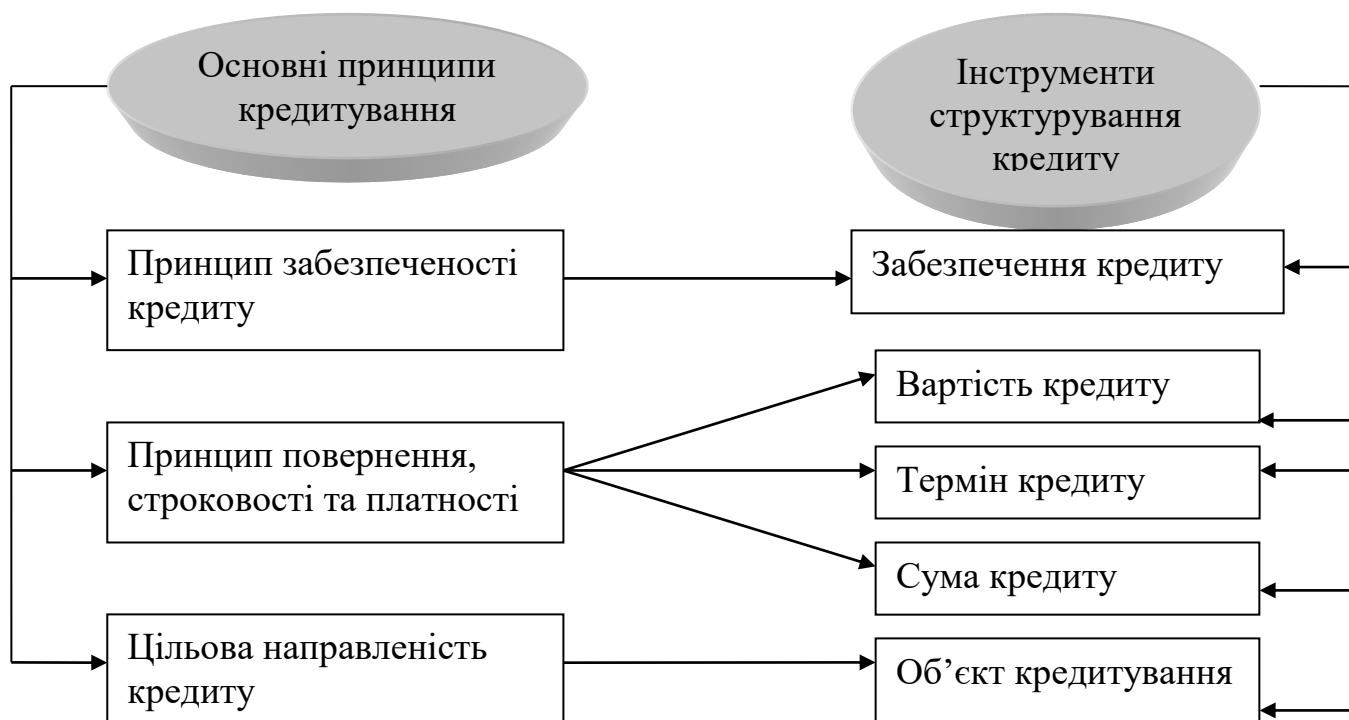 Основні принципи
кредитування
Інструменти
структурування
кредиту
Принцип забезпеченості
кредиту
Забезпечення кредиту
Вартість кредиту
Принцип повернення,
строковості та платності
Термін кредиту
Сума кредиту
Цільова направленість
кредиту
Об’єкт кредитування